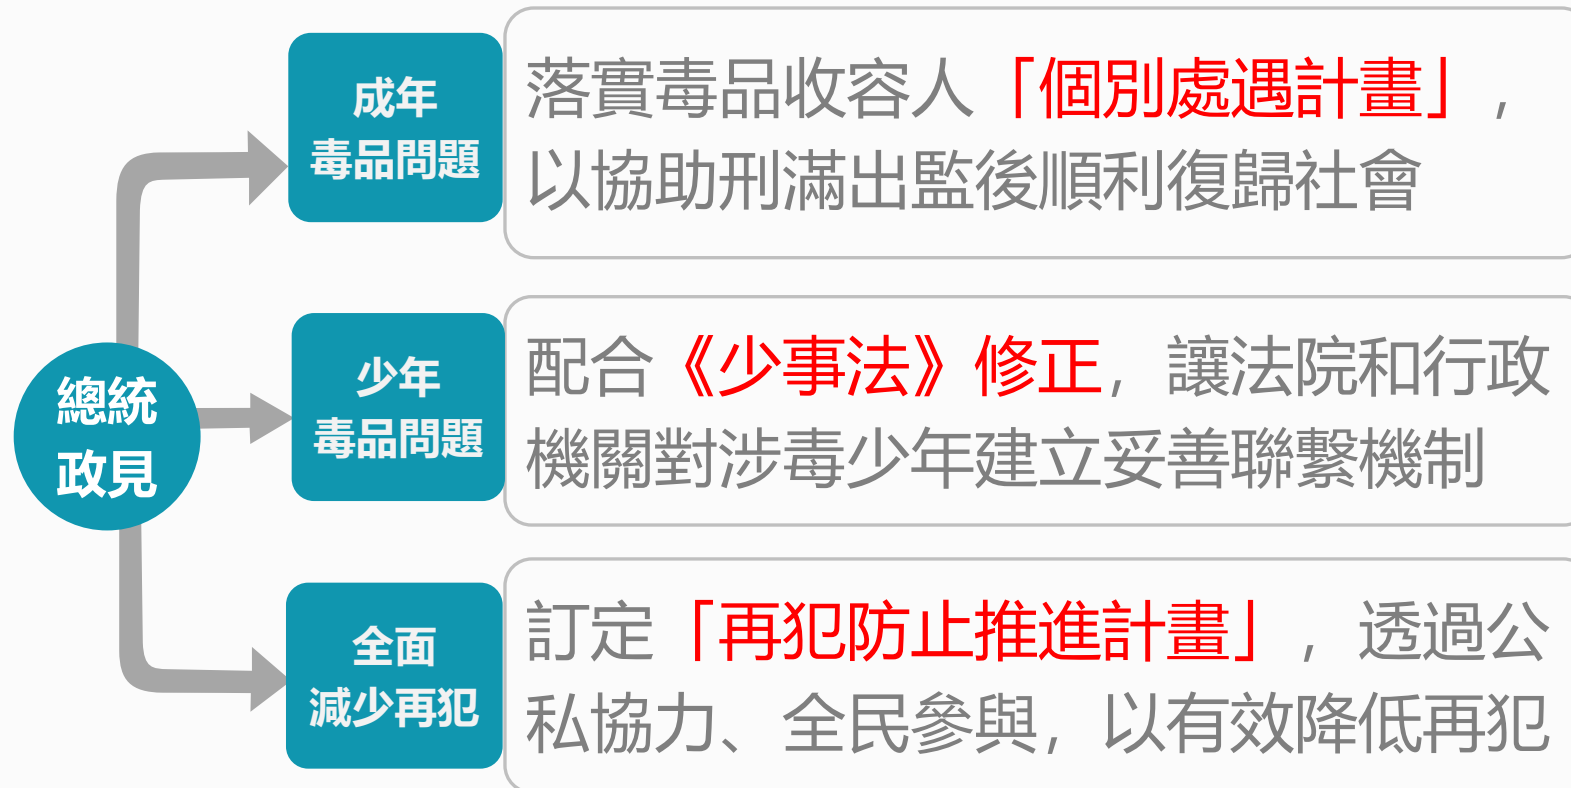 總統
政見
成年
毒品問題
落實毒品收容人「個別處遇計畫」,
以協助刑滿出監後順利復歸社會
少年
毒品問題
配合《少事法》修正, 讓法院和行政
機關對涉毒少年建立妥善聯繫機制
全面
減少再犯
訂定「再犯防止推進計畫」, 透過公
私協力、全民參與, 以有效降低再犯